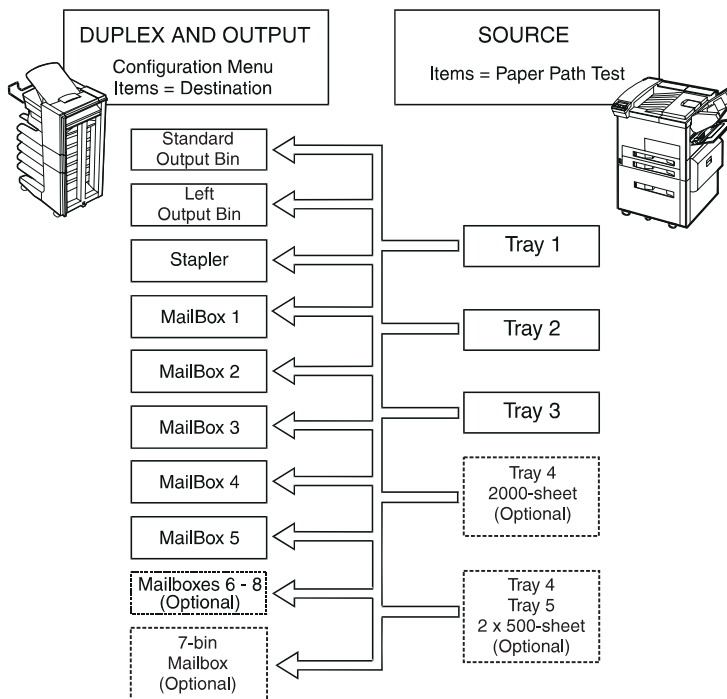 DUPLEX AND OUTPUT
Configuration Menu
Items = Destination
SOURCE
Items = Paper Path Test
Standard
Output Bin
Left
Output Bin
Stapler
MailBox 1
MailBox 2
MailBox 3
MailBox 4
MailBox 5
Mailboxes 6 - 8
(Optional)
7-bin
Mailbox
(Optional)
Tray 1
Tray 2
Tray 3
Tray 4
2000-sheet
(Optional)
Tray 4
Tray 5
2 x 500-sheet
(Optional)